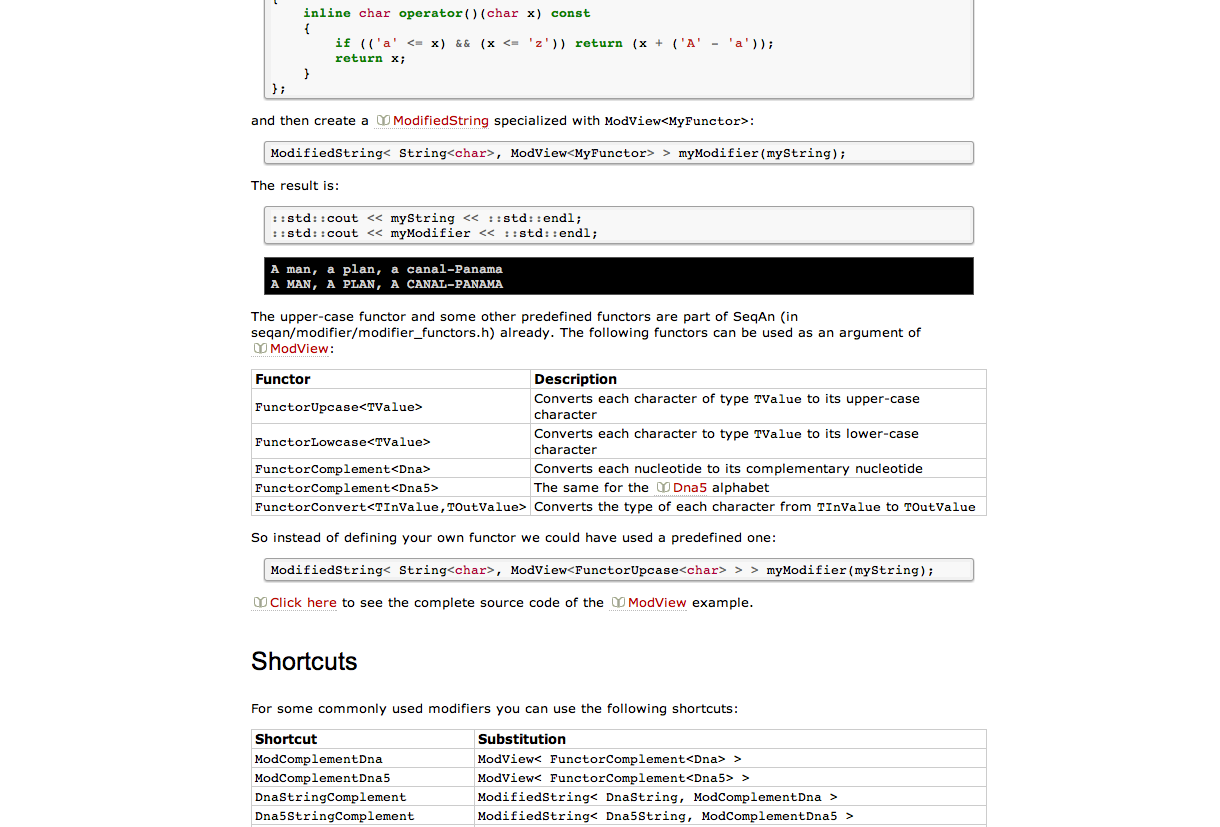 {
inline char operator()(char x) const
{
if (('a' <= x) && (x <= 'z')) return (x + ('A' - 'a'));
return x;
}
};
and then create a ModifiedString specialized with ModView<MyFunctor>:
ModifiedString< String<char>, ModView<MyFunctor> > myModifier(myString);
The result is:
::std::cout << myString << ::std::endl;
::std::cout << myModifier << ::std::endl;
A man, a plan, a canal-Panama
A MAN, A PLAN, A CANAL-PANAMA
The upper-case functor and some other predefined functors are part of SeqAn (in
seqan/modifier/modifier_functors.h) already. The following functors can be used as an argument of
ModView:
Functor Description
FunctorUpcase<TValue> Converts each character of type TValue to its upper-case
character
FunctorLowcase<TValue> Converts each character to type TValue to its lower-case
character
FunctorComplement<Dna> Converts each nucleotide to its complementary nucleotide
FunctorComplement<Dna5> The same for the Dna5 alphabet
FunctorConvert<TInValue,TOutValue> Converts the type of each character from TInValue to TOutValue
So instead of defining your own functor we could have used a predefined one:
ModifiedString< String<char>, ModView<FunctorUpcase<char> > > myModifier(myString);
Click here to see the complete source code of the ModView example.
Shortcuts
For some commonly used modifiers you can use the following shortcuts:
Shortcut Substitution
ModComplementDna ModView< FunctorComplement<Dna> >
ModComplementDna5 ModView< FunctorComplement<Dna5> >
DnaStringComplement ModifiedString< DnaString, ModComplementDna >
Dna5StringComplement ModifiedString< Dna5String, ModComplementDna5 >